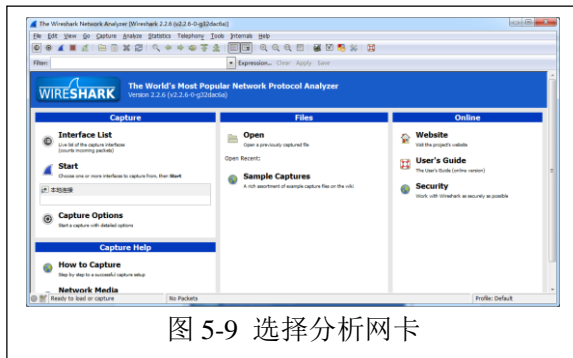 The Wireshark Network Analyzer [Wireshark 2.2.6 (v2.2.6-0-g32dac6a)]
File Edit View Go Capture Analyze Statistics Telephony Tools Internals Help
Filter: Expression... Clear Apply Save
WIRESHARK
The World's Most Popular Network Protocol Analyzer
Version 2.2.6 (v2.2.6-0-g32dac6a)
Capture
Interface List
Live list of the capture interfaces
(counts incoming packets)
Start
Choose one or more interfaces to capture from, then Start
本地连接
Capture Options
Start a capture with detailed options
Capture Help
How to Capture
Step by step to a successful capture setup
Network Media
Files
Open
Open a previously captured file
Open Recent:
Sample Captures
A rich assortment of example capture files on the wiki
Online
Website
Visit the project's website
User's Guide
The User's Guide (online version)
Security
Work with Wireshark as securely as possible
Ready to load or capture No Packets Profile: Default
图 5-9 选择分析网卡